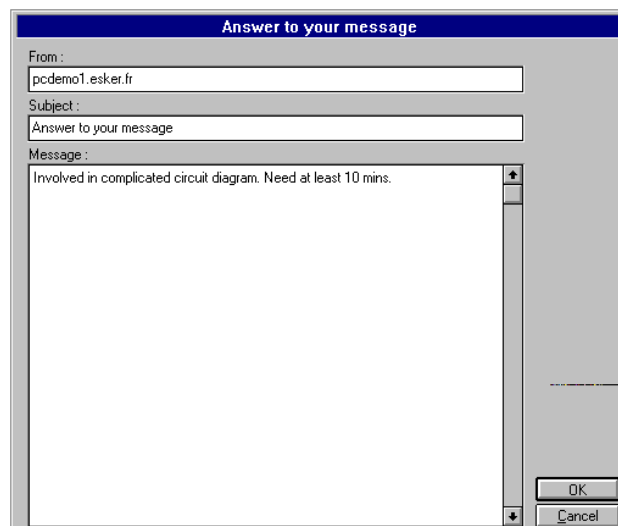 Answer to your message
From :
pcdemo1.esker.fr
Subject :
Answer to your message
Message :
Involved in complicated circuit diagram. Need at least 10 mins.
OK
Cancel